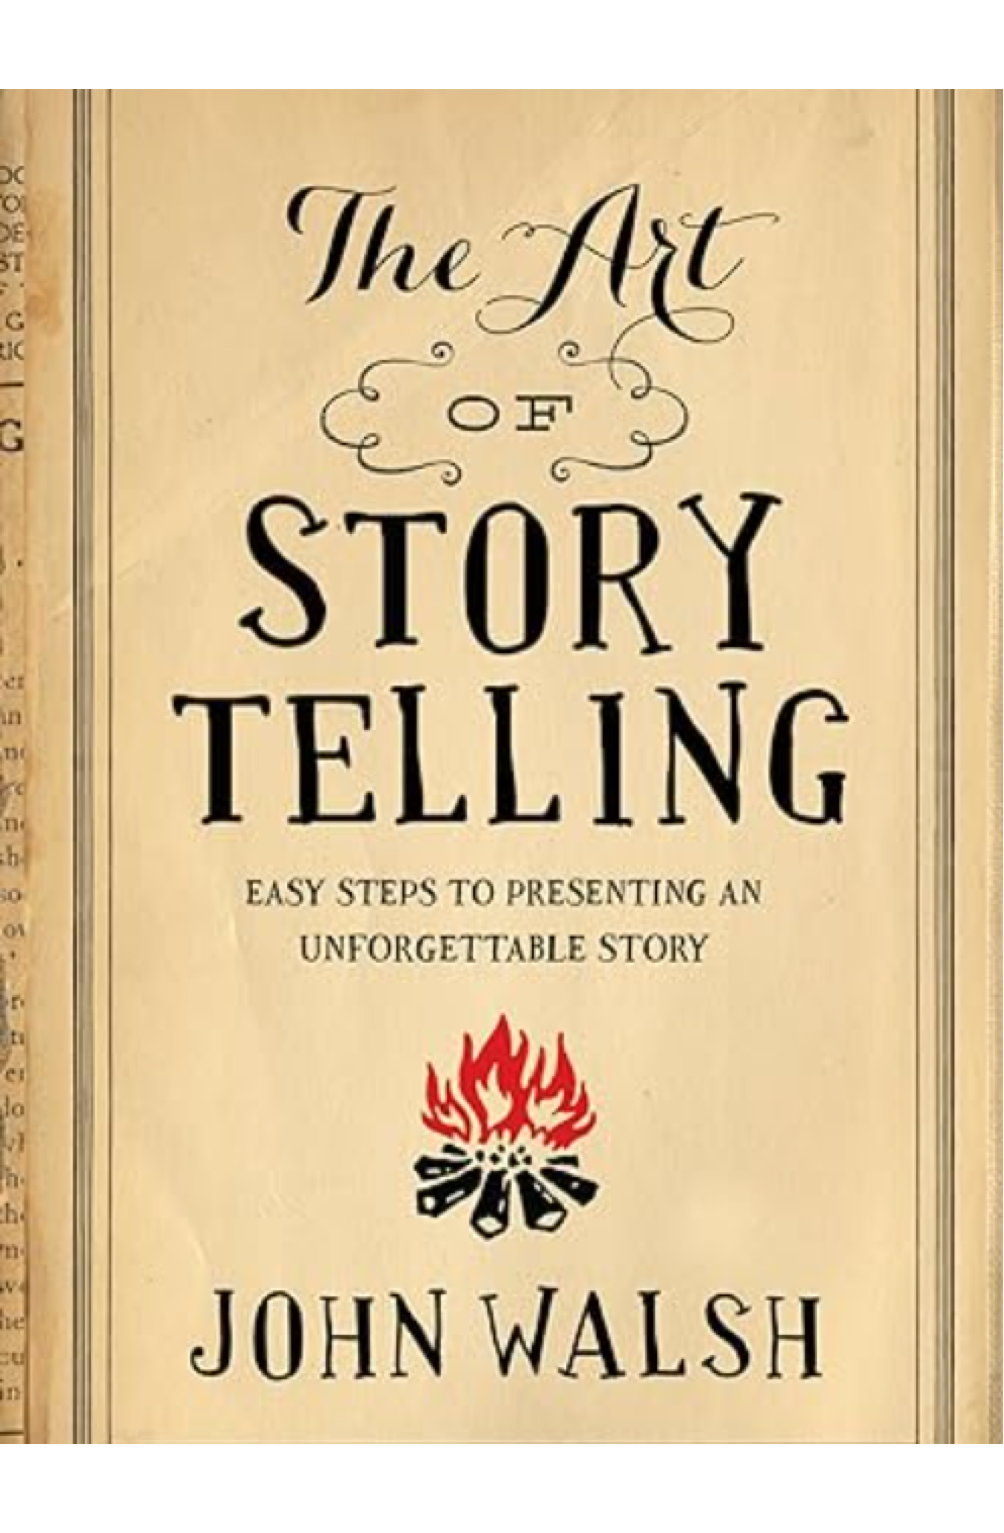 The Art
OF
STORY
TELLING
EASY STEPS TO PRESENTING AN
UNFORGETTABLE STORY
JOHN WALSH